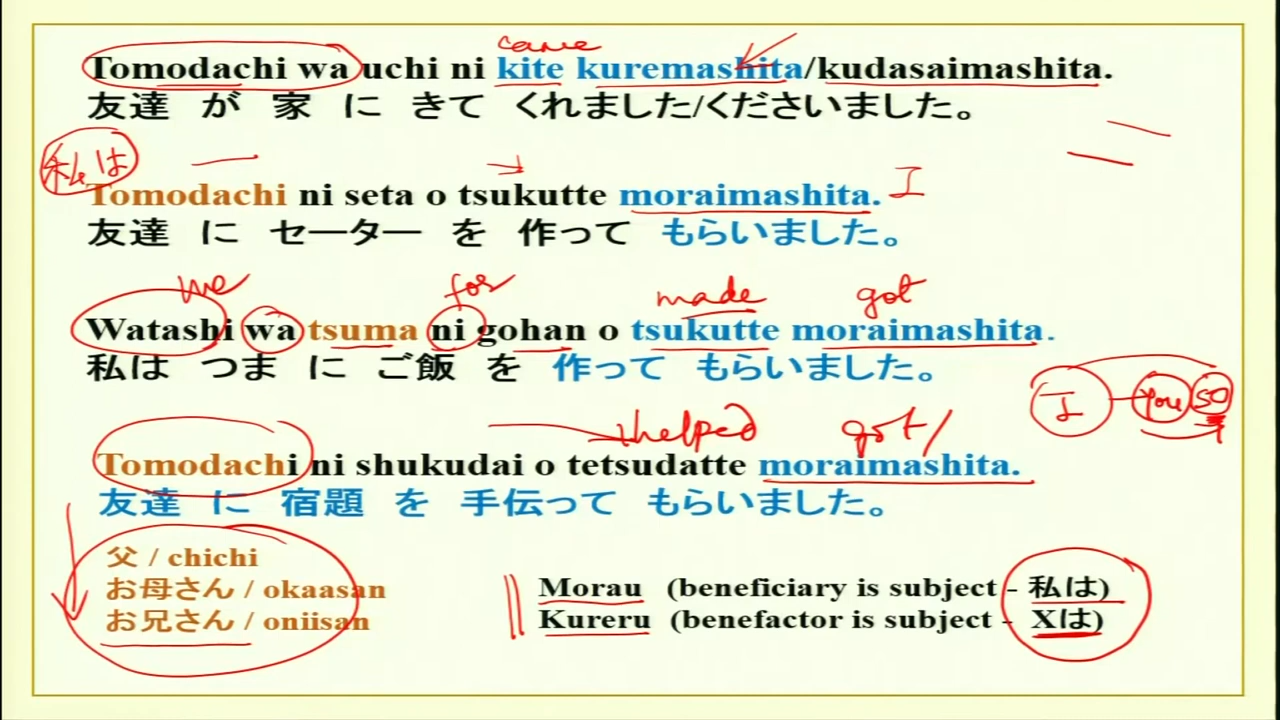 came
Tomodachi wa uchi ni kite kuremashita/kudasaimashita.
友達 が 家 に きて くれました/くださいました。
私は
Tomodachi ni seta o tsukutte moraimashita. I
友達 に セーター を 作って もらいました。
me for made got
Watashi wa tsuma ni gohan o tsukutte moraimashita.
私は つま に ご飯 を 作って もらいました。
I you so
helped got/
Tomodachi ni shukudai o tetsudatte moraimashita.
友達 に 宿題 を 手伝って もらいました。
父 / chichi
お母さん / okaasan
お兄さん / oniisan
Morau (beneficiary is subject - 私は)
Kureru (benefactor is subject - Xは)